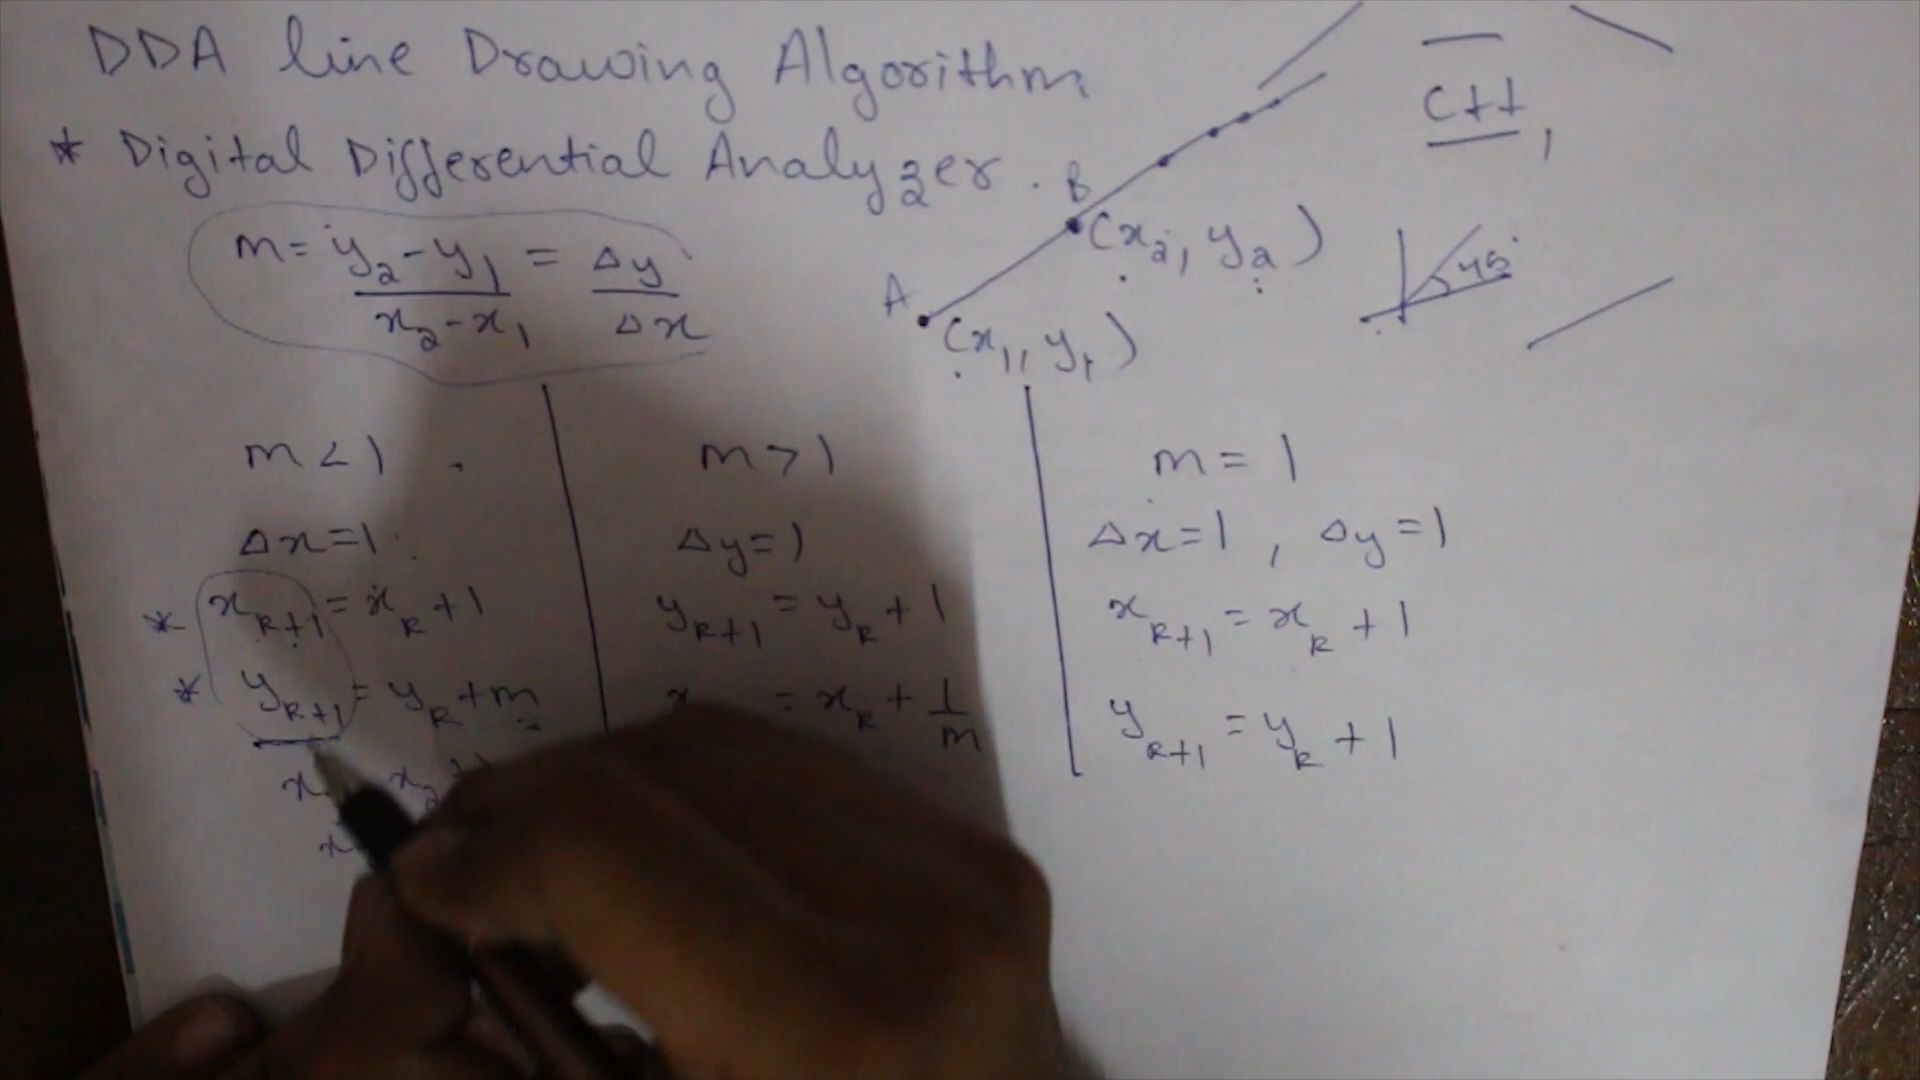 DDA line Drawing Algorithm
* Digital Differential Analyzer.
C++,
m = y₂-y₁ / x₂-x₁ = Δy / Δx
A (x₁, y₁)
B (x₂, y₂)
45°
m < 1
Δx=1
* xₖ₊₁ = xₖ + 1
* yₖ₊₁ = yₖ + m
m > 1
Δy=1
yₖ₊₁ = yₖ + 1
x = xₖ + 1/m
m = 1
Δx=1, Δy=1
xₖ₊₁ = xₖ + 1
yₖ₊₁ = yₖ + 1